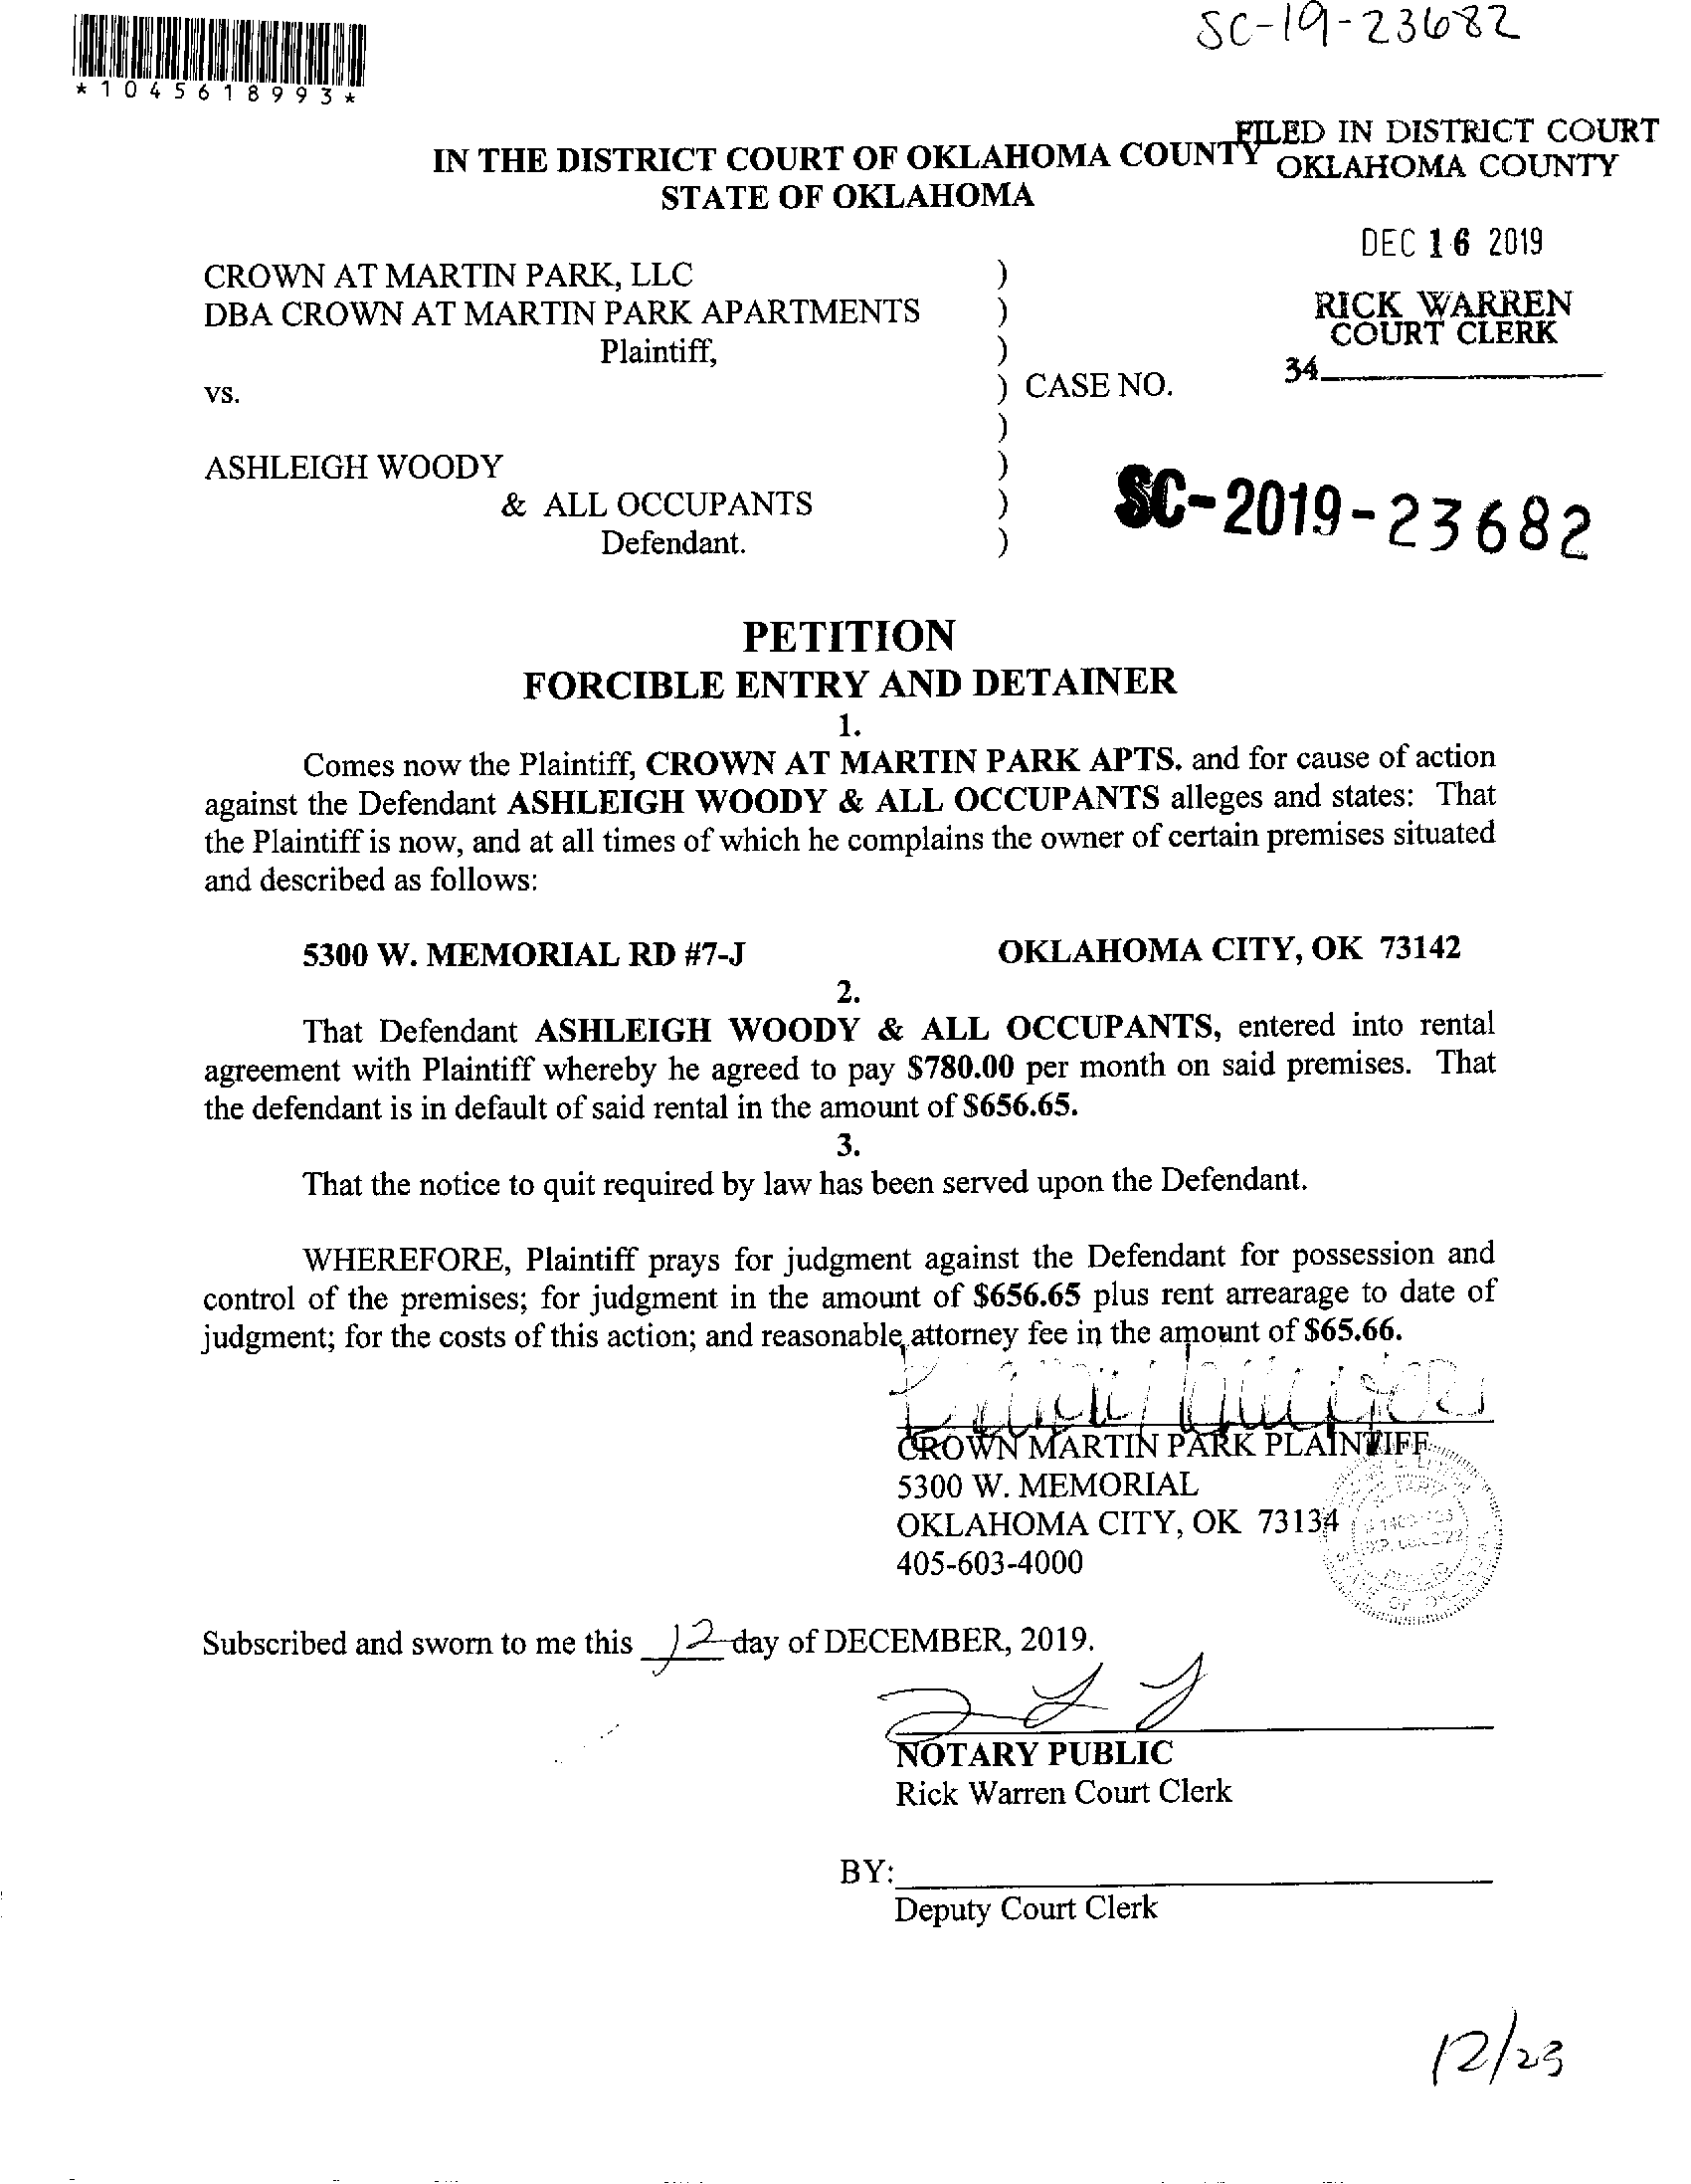 SC-19-23682
*1045618993*
FILED IN DISTRICT COURT
OKLAHOMA COUNTY
IN THE DISTRICT COURT OF OKLAHOMA COUNTY
STATE OF OKLAHOMA
DEC 16 2019
RICK WARREN
COURT CLERK
34
CROWN AT MARTIN PARK, LLC )
DBA CROWN AT MARTIN PARK APARTMENTS )
Plaintiff, )
vs. ) CASE NO.
)
ASHLEIGH WOODY )
& ALL OCCUPANTS )
Defendant. )
SC-2019-23682
PETITION
FORCIBLE ENTRY AND DETAINER
1.
Comes now the Plaintiff, CROWN AT MARTIN PARK APTS. and for cause of action
against the Defendant ASHLEIGH WOODY & ALL OCCUPANTS alleges and states: That
the Plaintiff is now, and at all times of which he complains the owner of certain premises situated
and described as follows:
5300 W. MEMORIAL RD #7-J OKLAHOMA CITY, OK 73142
2.
That Defendant ASHLEIGH WOODY & ALL OCCUPANTS, entered into rental
agreement with Plaintiff whereby he agreed to pay $780.00 per month on said premises. That
the defendant is in default of said rental in the amount of $656.65.
3.
That the notice to quit required by law has been served upon the Defendant.
WHEREFORE, Plaintiff prays for judgment against the Defendant for possession and
control of the premises; for judgment in the amount of $656.65 plus rent arrearage to date of
judgment; for the costs of this action; and reasonable attorney fee in the amount of $65.66.
CROWN MARTIN PARK PLAINTIFF
5300 W. MEMORIAL
OKLAHOMA CITY, OK 73134
405-603-4000
Subscribed and sworn to me this 12 day of DECEMBER, 2019.
NOTARY PUBLIC
Rick Warren Court Clerk
BY:
Deputy Court Clerk
12/23